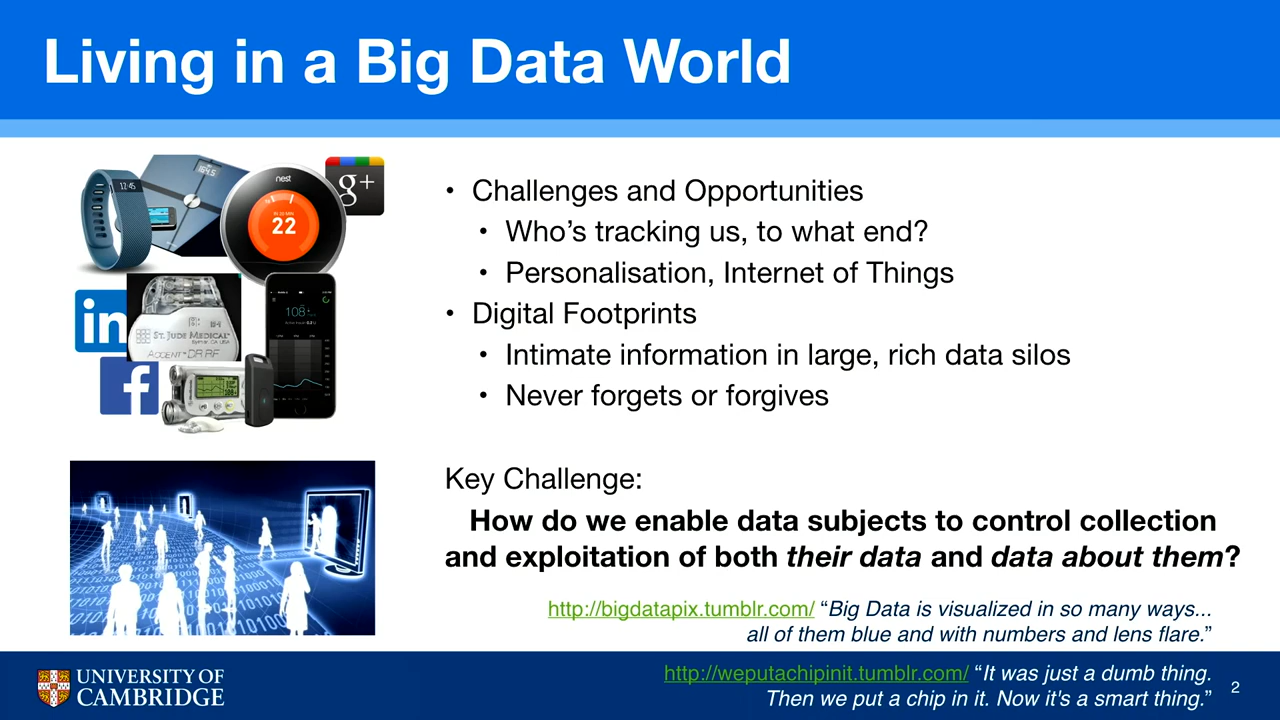 Living in a Big Data World
12:45
164.5
nest
22
g+
in
ST. JUDE MEDICAL
ACCENT DR RF
108
f
• Challenges and Opportunities
• Who’s tracking us, to what end?
• Personalisation, Internet of Things
• Digital Footprints
• Intimate information in large, rich data silos
• Never forgets or forgives
Key Challenge:
How do we enable data subjects to control collection
and exploitation of both their data and data about them?
http://bigdatapix.tumblr.com/ “Big Data is visualized in so many ways...
all of them blue and with numbers and lens flare.”
UNIVERSITY OF
CAMBRIDGE
http://weputachipinit.tumblr.com/ “It was just a dumb thing.
Then we put a chip in it. Now it's a smart thing.”
2